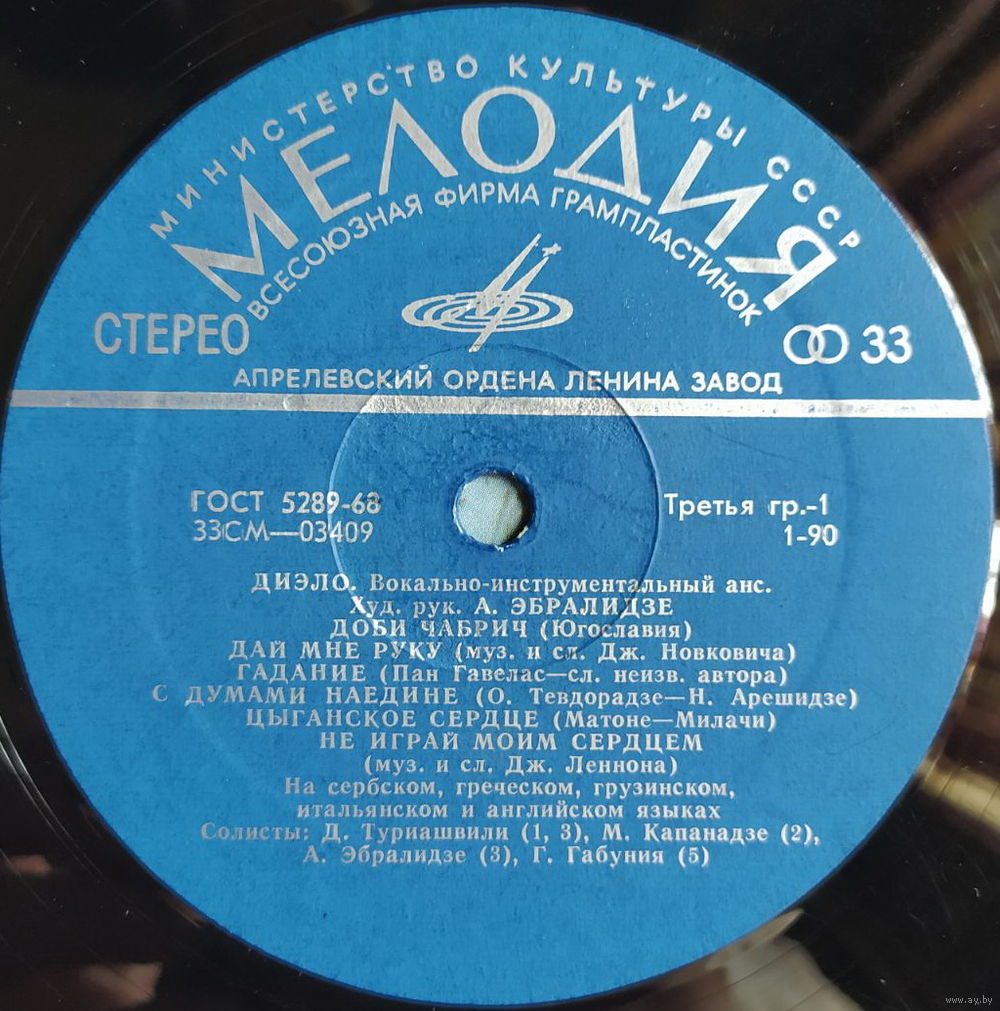 МИНИСТЕРСТВО КУЛЬТУРЫ СССР
МЕЛОДИЯ
ВСЕСОЮЗНАЯ ФИРМА ГРАМПЛАСТИНОК
СТЕРЕО
33
АПРЕЛЕВСКИЙ ОРДЕНА ЛЕНИНА ЗАВОД
ГОСТ 5289-68
Третья гр.-1
33СМ—03409
1-90
ДИЭЛО. Вокально-инструментальный анс.
Худ. рук. А. ЭБРАЛИДЗЕ
ДОБИ ЧАБРИЧ (Югославия)
ДАЙ МНЕ РУКУ (муз. и сл. Дж. Новковича)
ГАДАНИЕ (Пан Гавелас—сл. неизв. автора)
С ДУМАМИ НАЕДИНЕ (О. Тевдорадзе—Н. Арешидзе)
ЦЫГАНСКОЕ СЕРДЦЕ (Матоне—Милачи)
НЕ ИГРАЙ МОИМ СЕРДЦЕМ
(муз. и сл. Дж. Леннона)
На сербском, греческом, грузинском,
итальянском и английском языках
Солисты: Д. Туриашвили (1, 3), М. Капанадзе (2),
А. Эбралидзе (3), Г. Габуния (5)
www.ay.by